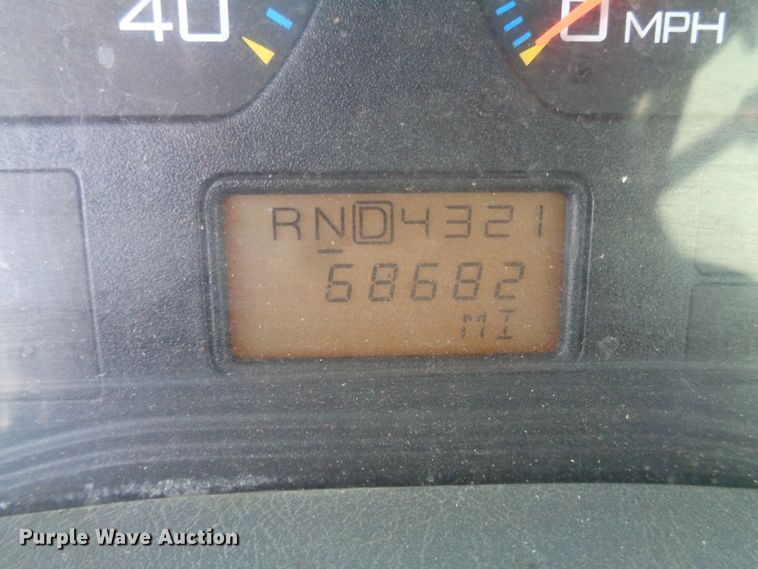 40
0 MPH
RND4321
68682
MI
Purple Wave Auction